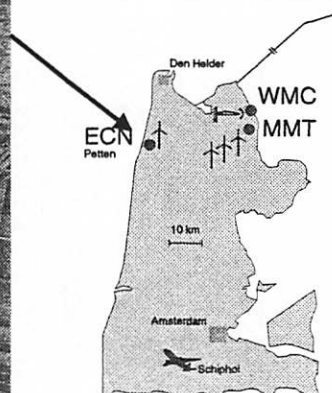 Den Helder
WMC
MMT
ECN
Petten
10 km
Amsterdam
Schiphol